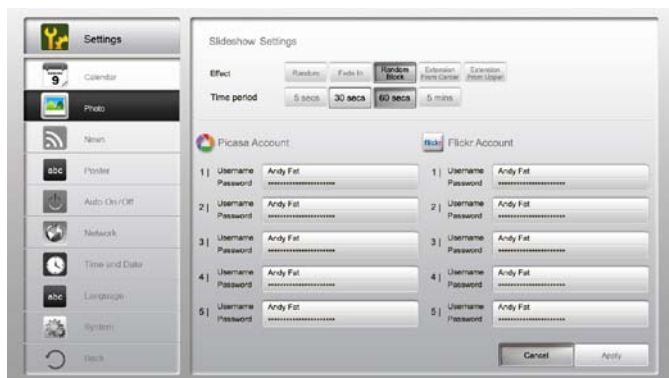 Settings
9
Calendar
Photo
News
abc
Poster
Auto On/Off
Network
Time and Date
abc
Language
System
Back
Slideshow Settings
Effect
Random
Fade In
Random Block
Extension From Center
Extension From Upper
Time period
5 secs
30 secs
60 secs
5 mins
Picasa Account
1| Username Andy Fat
Password ••••••••••••••••••••••
2| Username Andy Fat
Password ••••••••••••••••••••••
3| Username Andy Fat
Password ••••••••••••••••••••••
4| Username Andy Fat
Password ••••••••••••••••••••••
5| Username Andy Fat
Password ••••••••••••••••••••••
flickr Flickr Account
1| Username Andy Fat
Password ••••••••••••••••••••••
2| Username Andy Fat
Password ••••••••••••••••••••••
3| Username Andy Fat
Password ••••••••••••••••••••••
4| Username Andy Fat
Password ••••••••••••••••••••••
5| Username Andy Fat
Password ••••••••••••••••••••••
Cancel
Apply